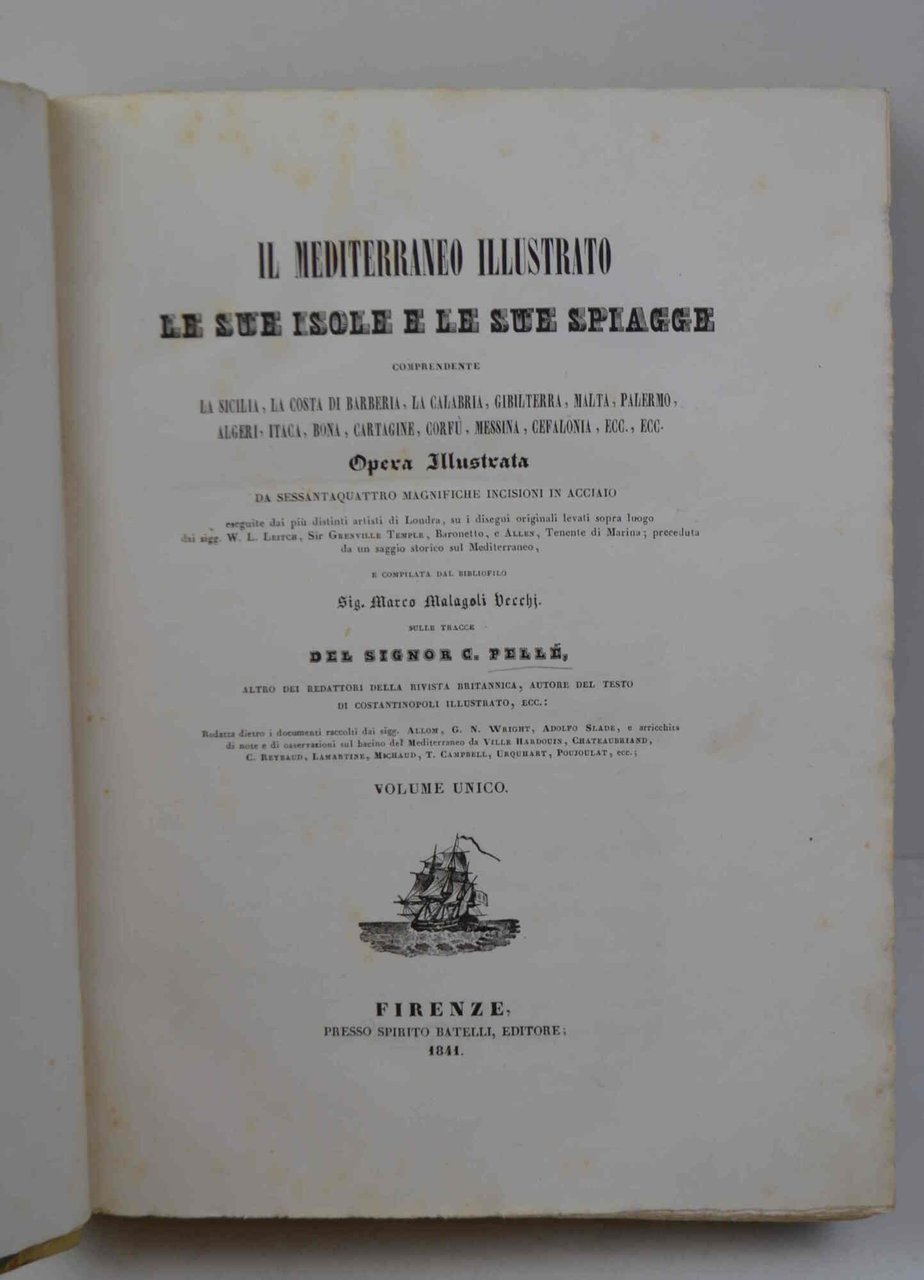 IL MEDITERRANEO ILLUSTRATO
LE SUE ISOLE E LE SUE SPIAGGE
COMPRENDENTE
LA SICILIA, LA COSTA DI BARBERIA, LA CALABRIA, GIBILTERRA, MALTA, PALERMO,
ALGERI, ITACA, BONA, CARTAGINE, CORFÙ, MESSINA, CEFALONIA, ECC., ECC.
Opera Illustrata
DA SESSANTAQUATTRO MAGNIFICHE INCISIONI IN ACCIAIO
eseguite dai più distinti artisti di Londra, su i disegui originali levati sopra luogo
dai sigg. W. L. LEITCH, Sir GRENVILLE TEMPLE, Baronetto, e ALLEN, Tenente di Marina; preceduta
da un saggio storico sul Mediterraneo,
E COMPILATA DAL BIBLIOFILO
Sig. Marco Malagoli Vecchj.
SULLE TRACCE
DEL SIGNOR C. PELLÉ,
ALTRO DEI REDATTORI DELLA RIVISTA BRITANNICA, AUTORE DEL TESTO
DI COSTANTINOPOLI ILLUSTRATO, ECC.:
Redatta dietro i documenti raccolti dai sigg. ALLOM, G. N. WRIGHT, ADOLFO SLADE, e arricchita
di note e di osservazioni sul bacino del Mediterraneo da VILLE HARDOUIN, CHATEAUBRIAND,
C. REYBAUD, LAMARTINE, MICHAUD, T. CAMPBELL, URQUHART, POUJOULAT, ecc.;
VOLUME UNICO.
FIRENZE,
PRESSO SPIRITO BATELLI, EDITORE;
1841.